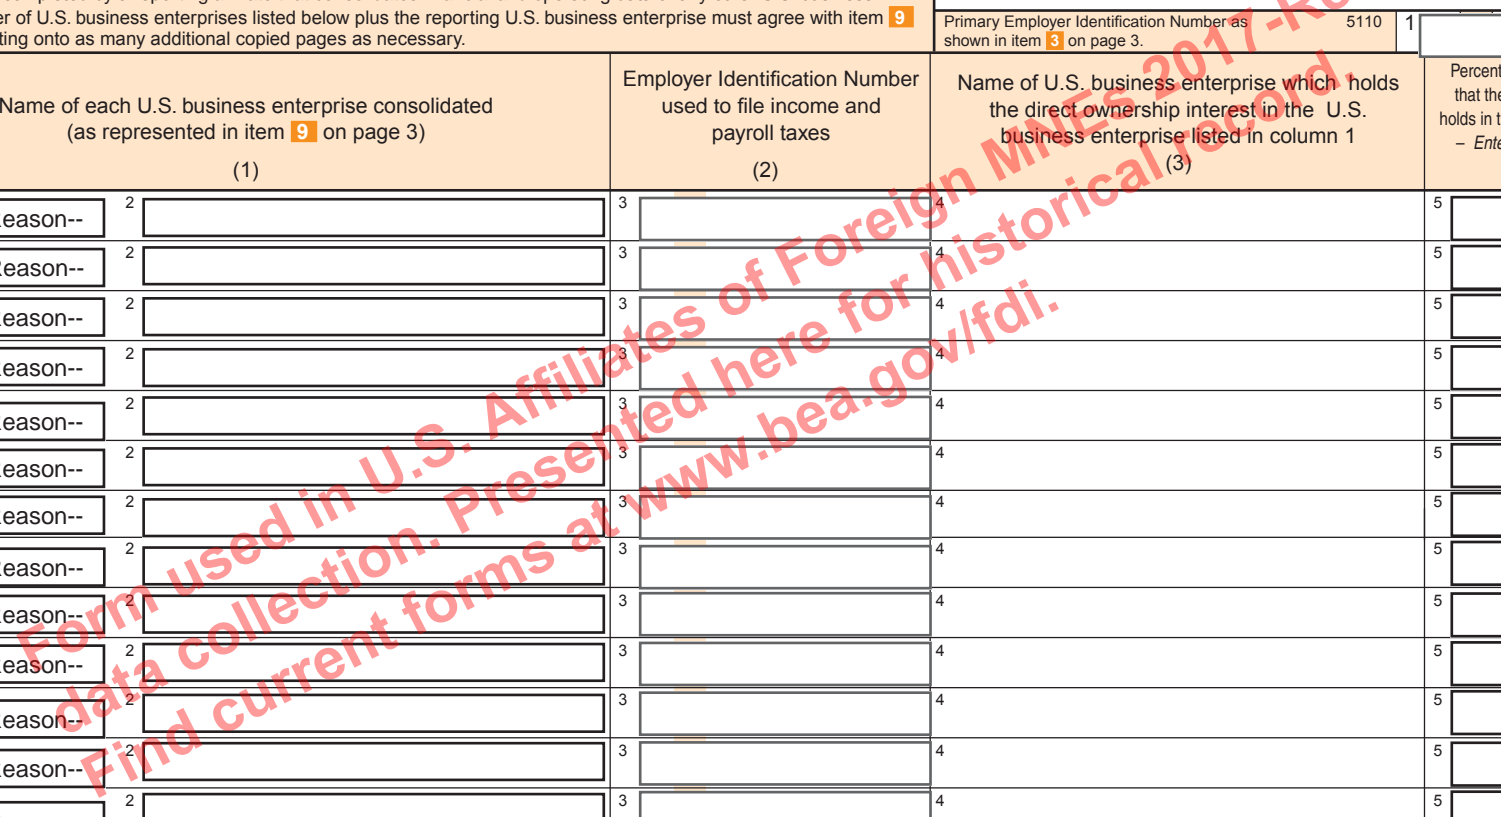 er of U.S. business enterprises listed below plus the reporting U.S. business enterprise must agree with item 9
ting onto as many additional copied pages as necessary.
Primary Employer Identification Number as
shown in item 3 on page 3.
5110
1
Name of each U.S. business enterprise consolidated
(as represented in item 9 on page 3)
(1)
Employer Identification Number
used to file income and
payroll taxes
(2)
Name of U.S. business enterprise which holds
the direct ownership interest in the U.S.
business enterprise listed in column 1
(3)
Percent
that the
holds in t
– Ente
eason-- 2 3 4 5
eason-- 2 3 4 5
eason-- 2 3 4 5
eason-- 2 3 4 5
eason-- 2 3 4 5
eason-- 2 3 4 5
eason-- 2 3 4 5
eason-- 2 3 4 5
eason-- 2 3 4 5
eason-- 2 3 4 5
eason-- 2 3 4 5
eason-- 2 3 4 5
2 3 4 5
Form used in U.S. Affiliates of Foreign MNEs 2017-R
data collection. Presented here for historical record.
Find current forms at www.bea.gov/fdi.